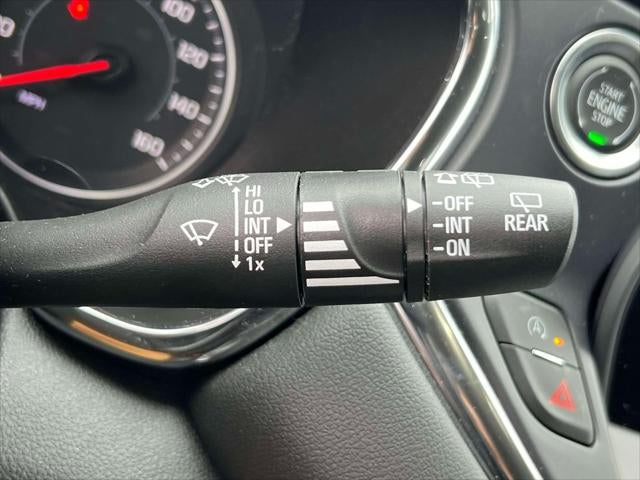 100
120
140
160
MPH
START
ENGINE
STOP
HI
LO
INT
OFF
1x
-OFF
-INT
-ON
REAR
A